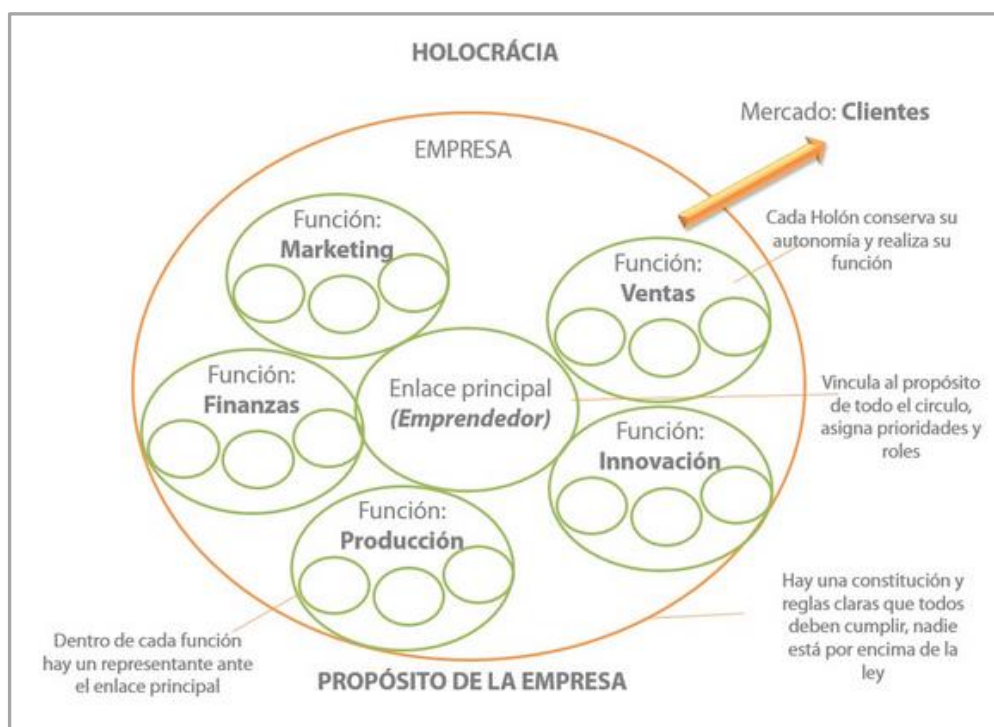 HOLOCRÁCIA
Mercado: Clientes
EMPRESA
Cada Holón conserva su
autonomía y realiza su
función
Función:
Marketing
Función:
Ventas
Función:
Finanzas
Enlace principal
(Emprendedor)
Vincula al propósito
de todo el circulo,
asigna prioridades y
roles
Función:
Innovación
Función:
Producción
Hay una constitución y
reglas claras que todos
deben cumplir, nadie
está por encima de la
ley
Dentro de cada función
hay un representante ante
el enlace principal
PROPÓSITO DE LA EMPRESA